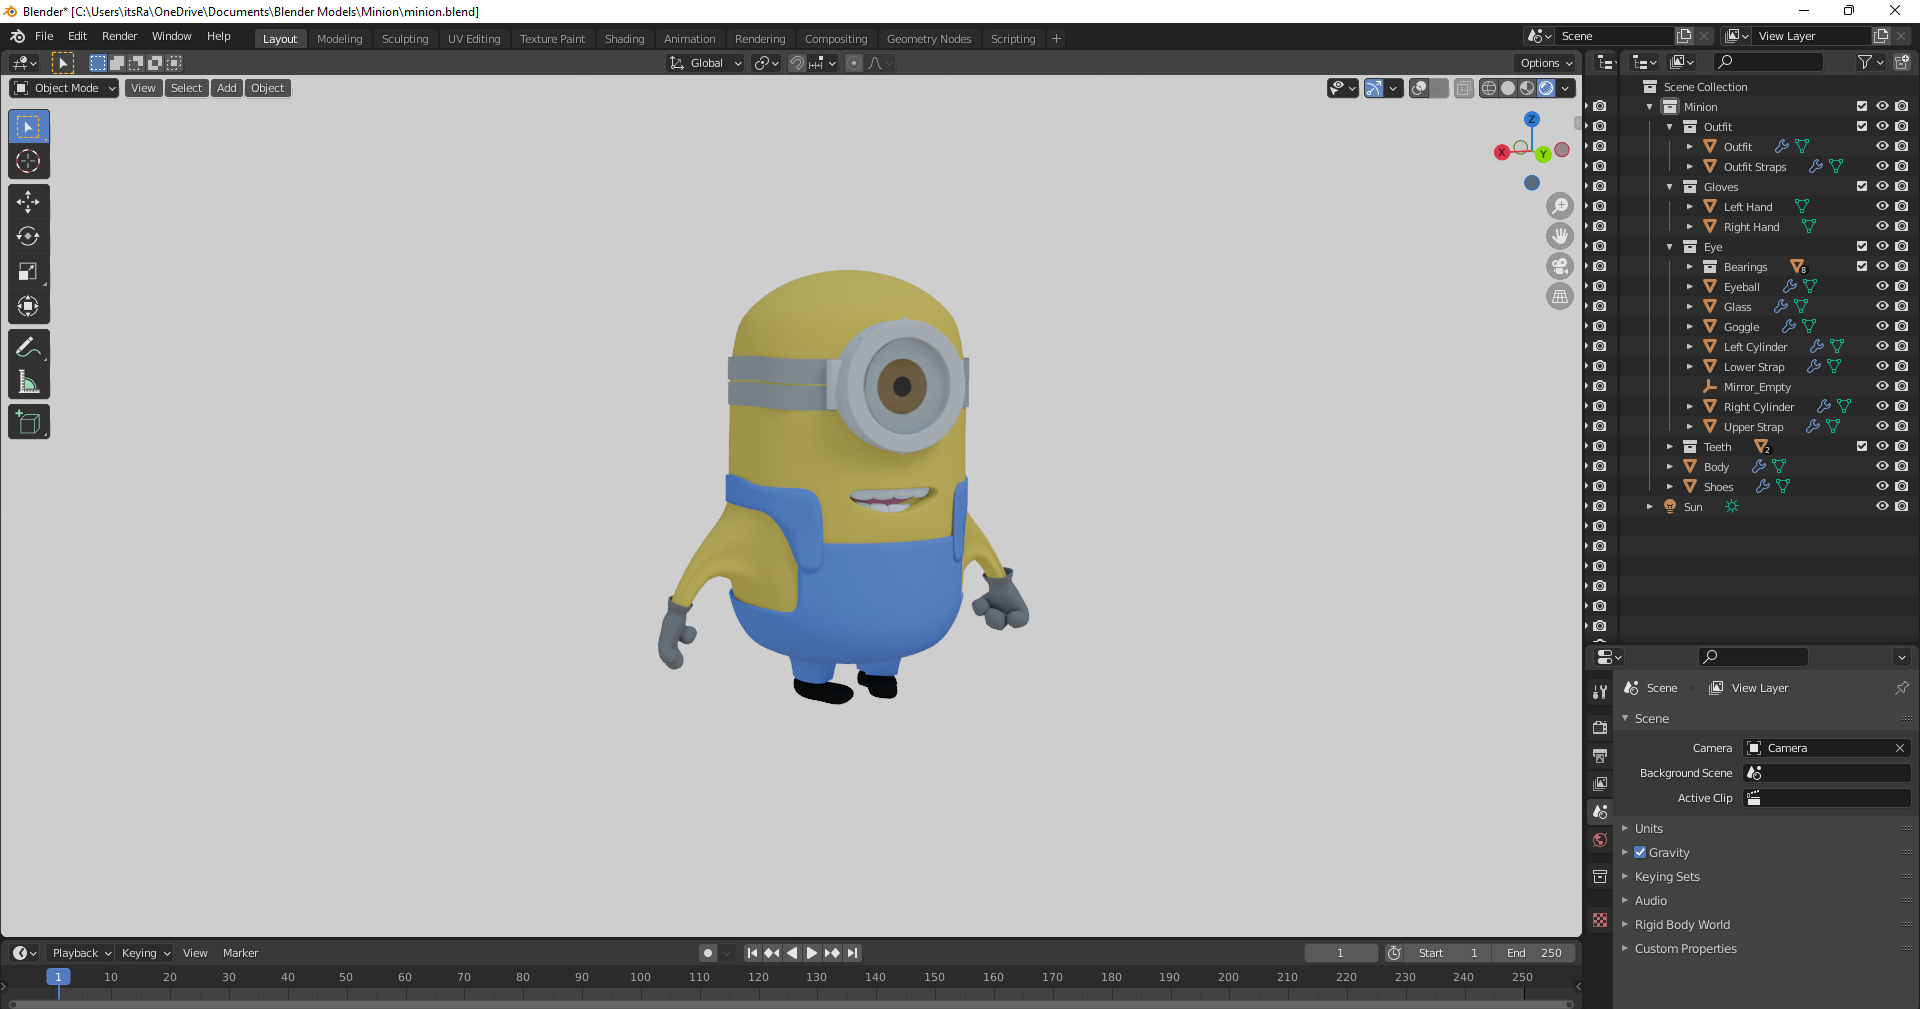 Blender* [C:\Users\itsRa\OneDrive\Documents\Blender Models\Minion\minion.blend]
File Edit Render Window Help Layout Modeling Sculpting UV Editing Texture Paint Shading Animation Rendering Compositing Geometry Nodes Scripting + Scene View Layer
Global Options
Object Mode View Select Add Object
Z
X Y
Scene Collection
Minion
Outfit
Outfit
Outfit Straps
Gloves
Left Hand
Right Hand
Eye
Bearings 8
Eyeball
Glass
Goggle
Left Cylinder
Lower Strap
Mirror_Empty
Right Cylinder
Upper Strap
Teeth 2
Body
Shoes
Sun
Scene View Layer
Scene
Camera Camera
Background Scene
Active Clip
Units
Gravity
Keying Sets
Audio
Rigid Body World
Custom Properties
Playback Keying View Marker 1 Start 1 End 250
1 10 20 30 40 50 60 70 80 90 100 110 120 130 140 150 160 170 180 190 200 210 220 230 240 250